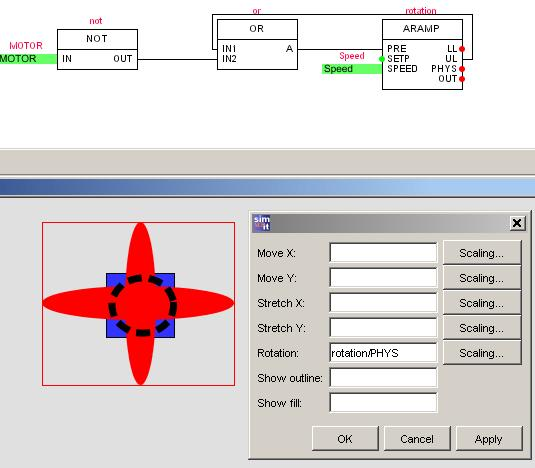 not
or
rotation
NOT
OR
ARAMP
MOTOR
MOTOR
IN OUT
IN1 A
IN2
Speed
Speed
PRE LL
SETP UL
SPEED PHYS
OUT
sim
it
Move X: Scaling...
Move Y: Scaling...
Stretch X: Scaling...
Stretch Y: Scaling...
Rotation: rotation/PHYS Scaling...
Show outline:
Show fill:
OK Cancel Apply